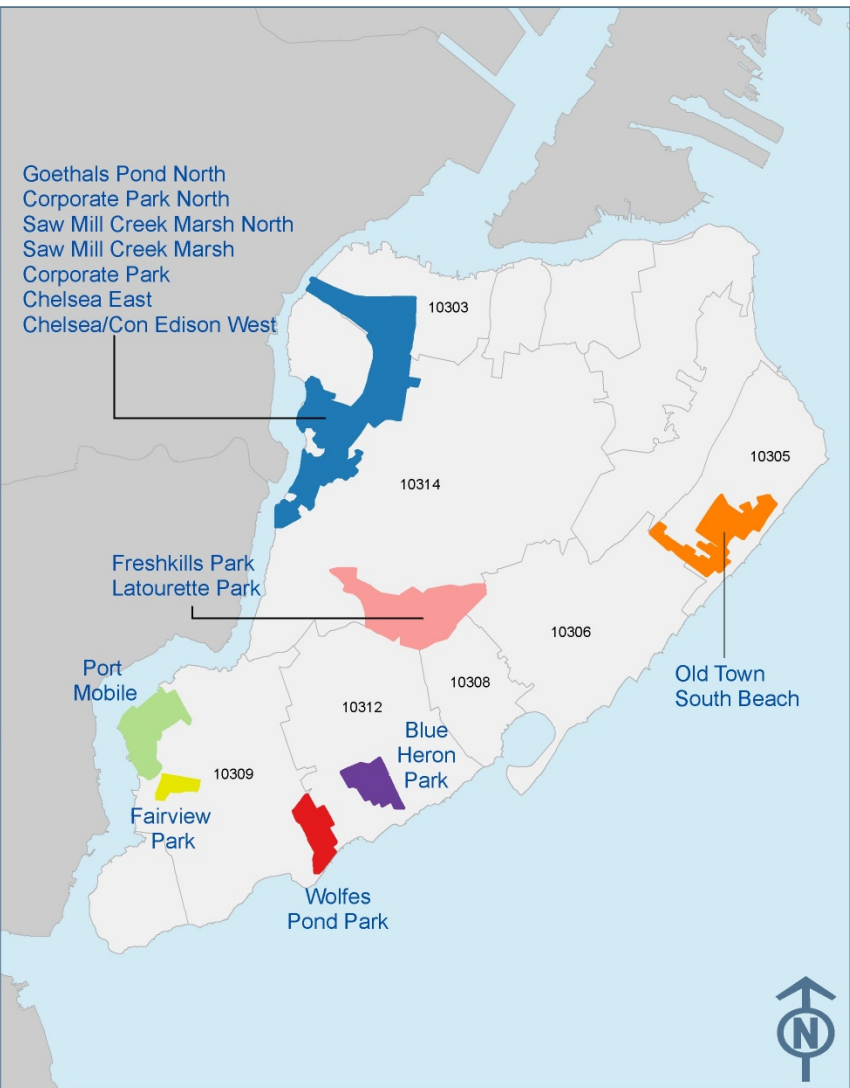 Goethals Pond North
Corporate Park North
Saw Mill Creek Marsh North
Saw Mill Creek Marsh
Corporate Park
Chelsea East
Chelsea/Con Edison West
10303
10305
10314
Freshkills Park
Latourette Park
10306
Port
Mobile
10308
Old Town
South Beach
10312
Blue
Heron
Park
10309
Fairview
Park
Wolfes
Pond Park
N